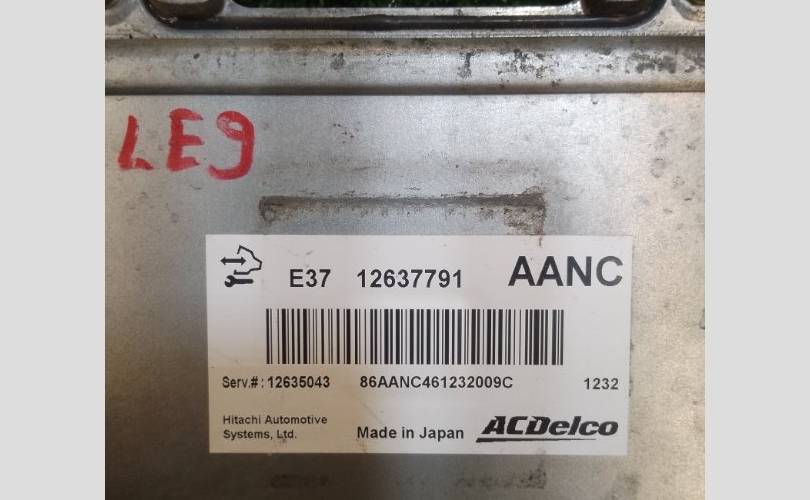 LE9
E37 12637791 AANC
Serv.#: 12635043 86AANC461232009C 1232
Hitachi Automotive
Systems, Ltd.
Made in Japan ACDelco